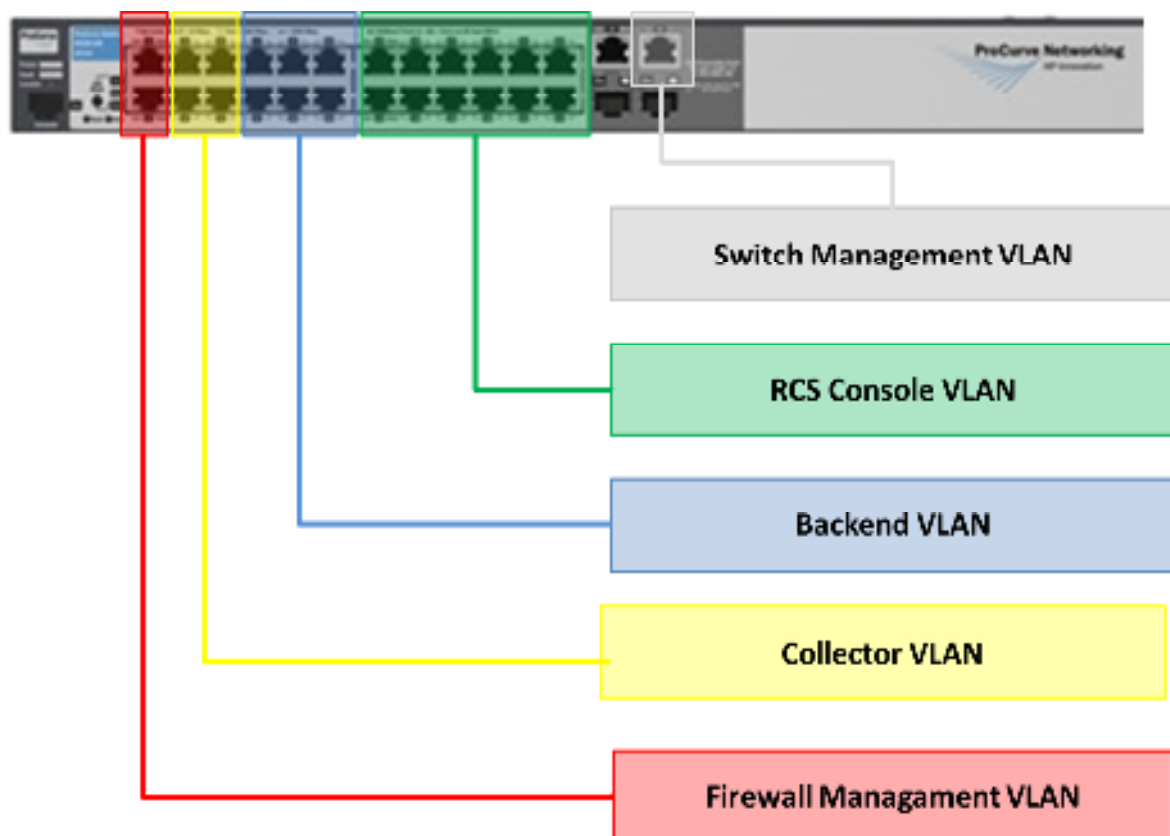 ProCurve Networking
HP Innovation
Switch Management VLAN
RCS Console VLAN
Backend VLAN
Collector VLAN
Firewall Managament VLAN